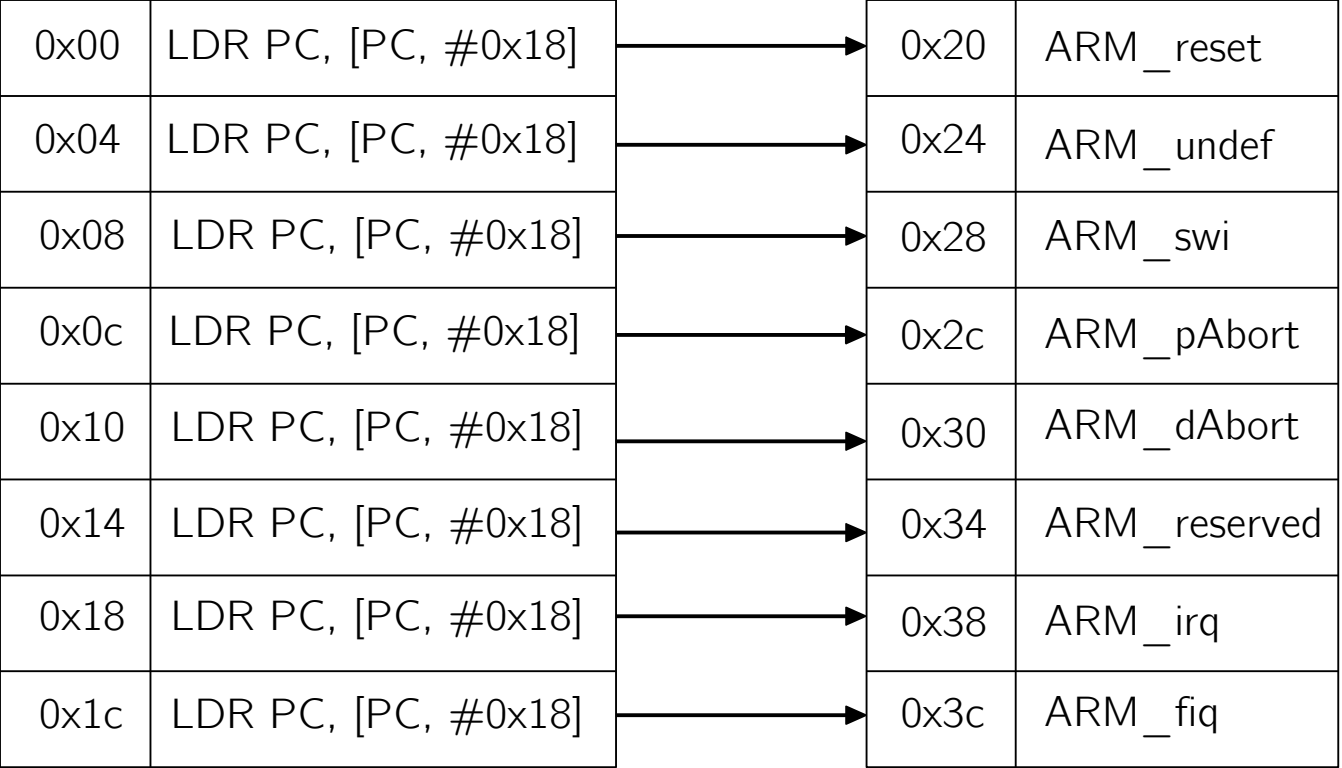 0x00 LDR PC, [PC, #0x18] 0x20 ARM_reset
0x04 LDR PC, [PC, #0x18] 0x24 ARM_undef
0x08 LDR PC, [PC, #0x18] 0x28 ARM_swi
0x0c LDR PC, [PC, #0x18] 0x2c ARM_pAbort
0x10 LDR PC, [PC, #0x18] 0x30 ARM_dAbort
0x14 LDR PC, [PC, #0x18] 0x34 ARM_reserved
0x18 LDR PC, [PC, #0x18] 0x38 ARM_irq
0x1c LDR PC, [PC, #0x18] 0x3c ARM_fiq